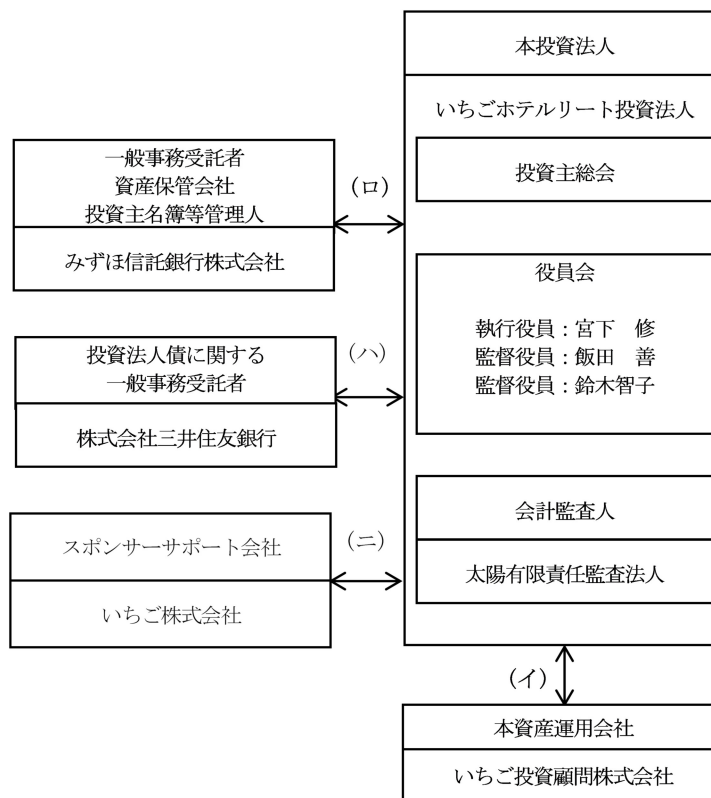 本投資法人
いちごホテルリート投資法人
投資主総会
一般事務受託者
資産保管会社
投資主名簿等管理人
みずほ信託銀行株式会社
(ロ)
役員会
執行役員：宮下　修
監督役員：飯田　善
監督役員：鈴木智子
投資法人債に関する
一般事務受託者
株式会社三井住友銀行
(ハ)
会計監査人
太陽有限責任監査法人
スポンサーサポート会社
いちご株式会社
(ニ)
(イ)
本資産運用会社
いちご投資顧問株式会社